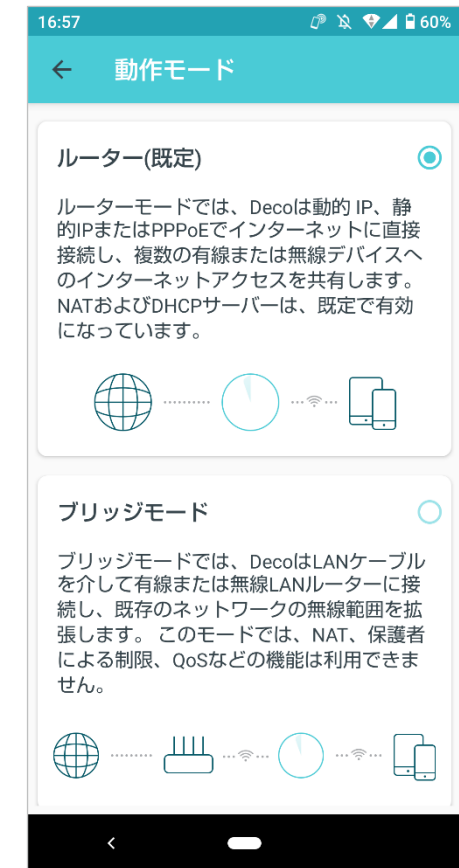 16:57
60%
動作モード
ルーター(既定)
ルーターモードでは、Decoは動的 IP、静
的IPまたはPPPoEでインターネットに直接
接続し、複数の有線または無線デバイスへ
のインターネットアクセスを共有します。
NATおよびDHCPサーバーは、既定で有効
になっています。
ブリッジモード
ブリッジモードでは、DecoはLANケーブル
を介して有線または無線LANルーターに接
続し、既存のネットワークの無線範囲を拡
張します。 このモードでは、NAT、保護者
による制限、QoSなどの機能は利用できま
せん。